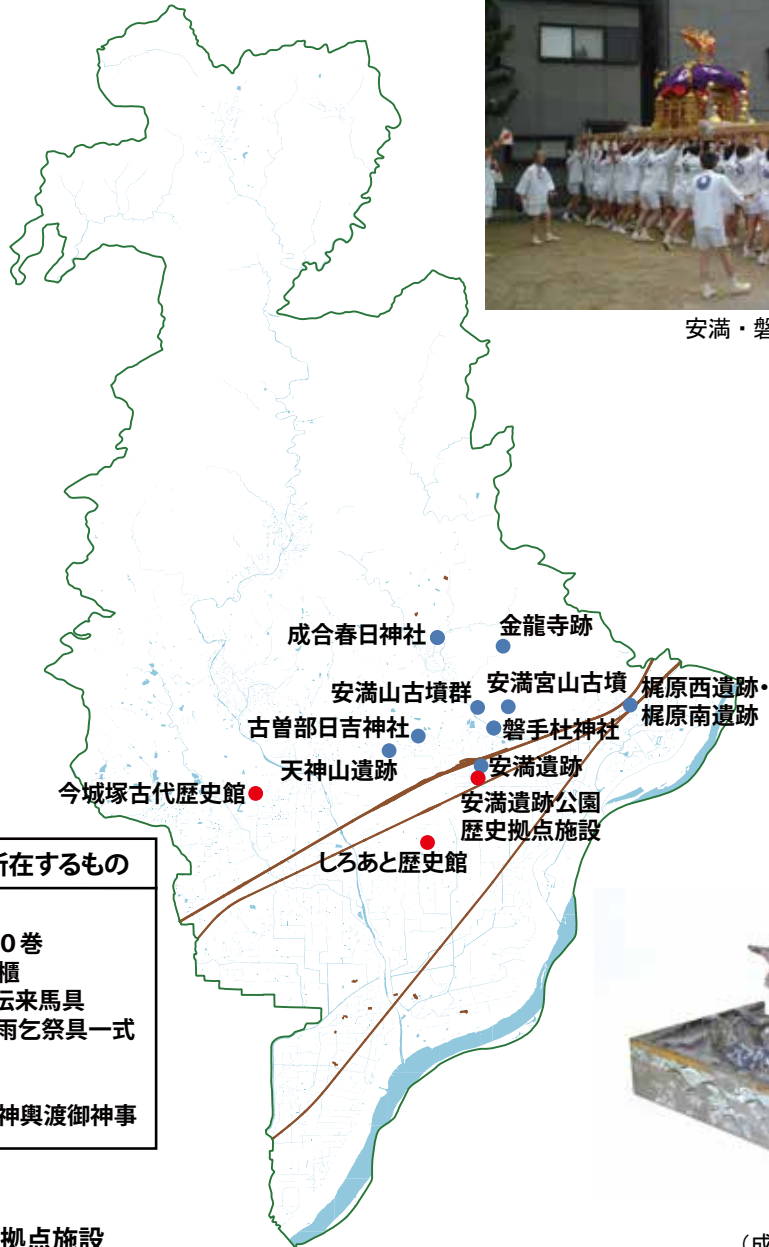 安満・磐
成合春日神社
金龍寺跡
安満山古墳群
安満宮山古墳
梶原西遺跡・
梶原南遺跡
古曽部日吉神社
磐手杜神社
天神山遺跡
安満遺跡
今城塚古代歴史館
安満遺跡公園
歴史拠点施設
しろあと歴史館
所在するもの
0巻
櫃
伝来馬具
雨乞祭具一式
神輿渡御神事
拠点施設
（成